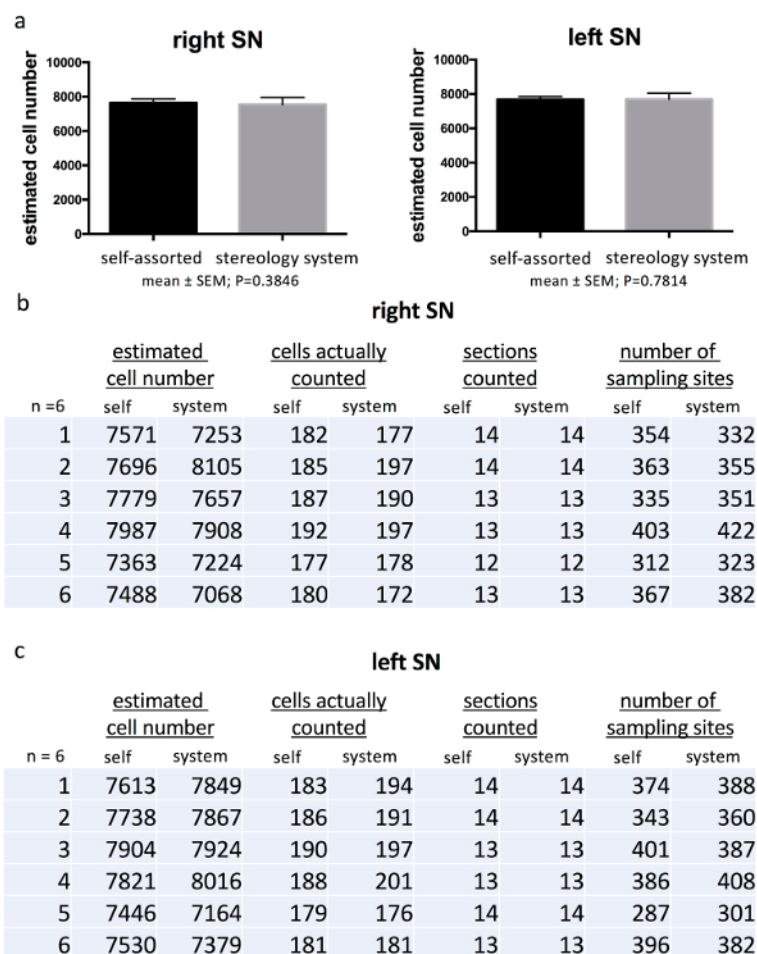 a
right SN
left SN
estimated cell number
10000
8000
6000
4000
2000
0
self-assorted stereology system
mean ± SEM; P=0.3846
estimated cell number
10000
8000
6000
4000
2000
0
self-assorted stereology system
mean ± SEM; P=0.7814
b
right SN
estimated cells actually sections number of
cell number counted counted sampling sites
n =6 self system self system self system self system
1 7571 7253 182 177 14 14 354 332
2 7696 8105 185 197 14 14 363 355
3 7779 7657 187 190 13 13 335 351
4 7987 7908 192 197 13 13 403 422
5 7363 7224 177 178 12 12 312 323
6 7488 7068 180 172 13 13 367 382
c
left SN
estimated cells actually sections number of
cell number counted counted sampling sites
n = 6 self system self system self system self system
1 7613 7849 183 194 14 14 374 388
2 7738 7867 186 191 14 14 343 360
3 7904 7924 190 197 13 13 401 387
4 7821 8016 188 201 13 13 386 408
5 7446 7164 179 176 14 14 287 301
6 7530 7379 181 181 13 13 396 382